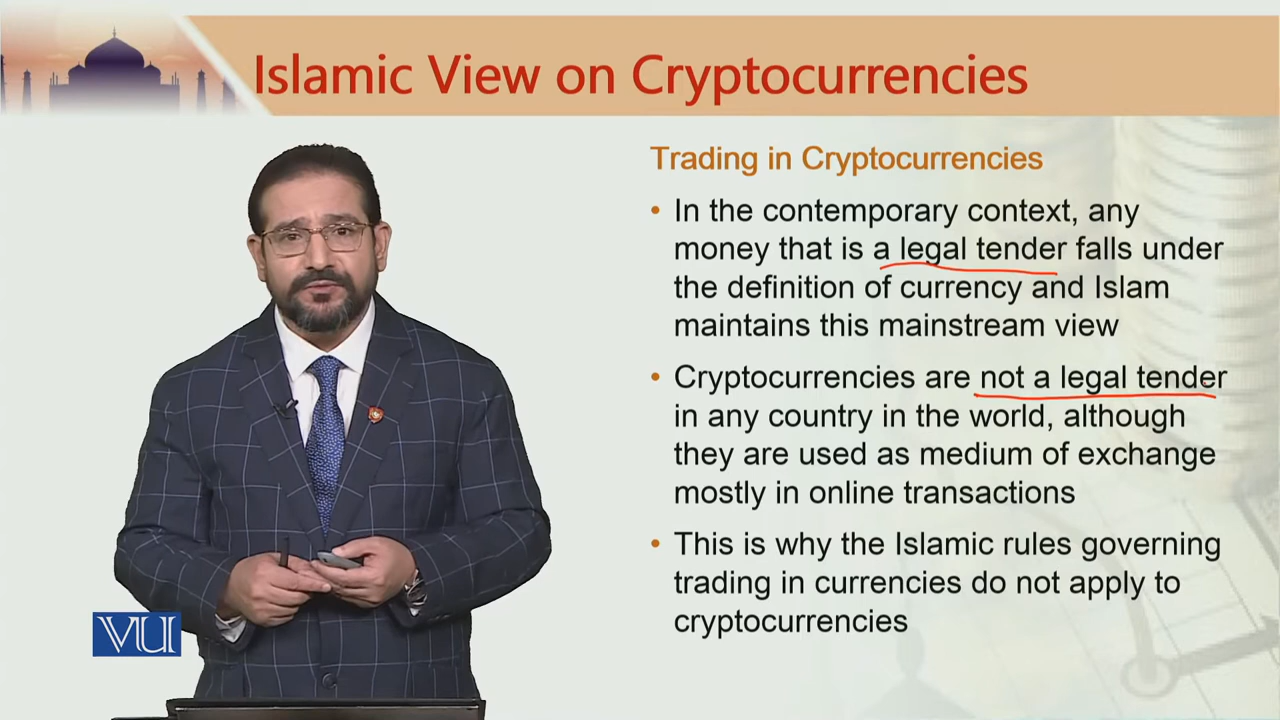 Islamic View on Cryptocurrencies
Trading in Cryptocurrencies
• In the contemporary context, any
money that is a legal tender falls under
the definition of currency and Islam
maintains this mainstream view
• Cryptocurrencies are not a legal tender
in any country in the world, although
they are used as medium of exchange
mostly in online transactions
• This is why the Islamic rules governing
trading in currencies do not apply to
cryptocurrencies
VU